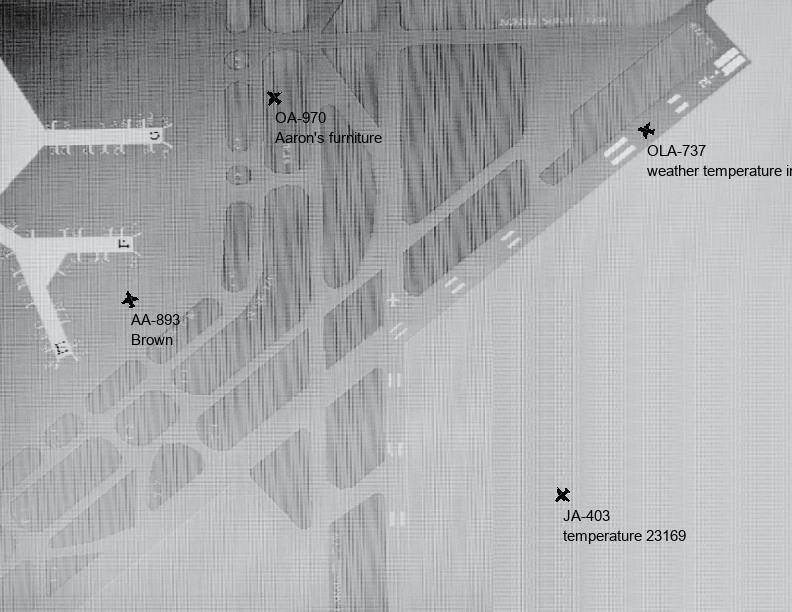 OA-970
Aaron's furniture
OLA-737
weather temperature
AA-893
Brown
JA-403
temperature 23169